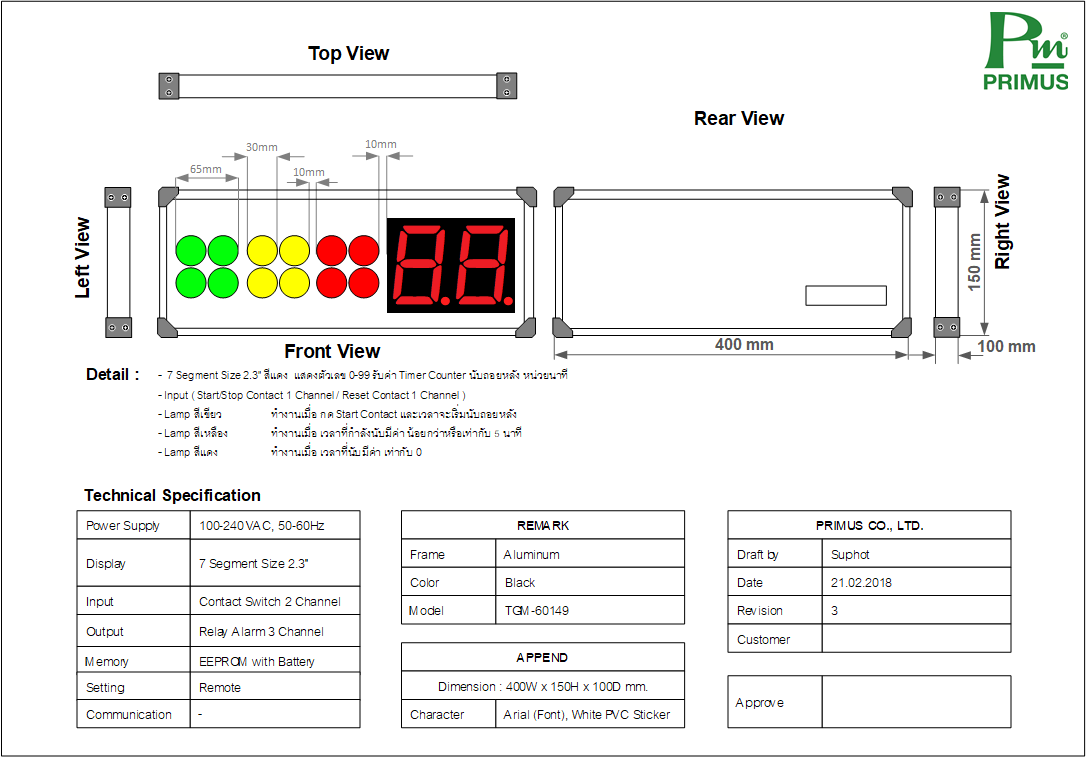 Pm®
PRIMUS
Top View
Rear View
30mm
10mm
65mm
10mm
Left View
88
Right View
150 mm
Front View
400 mm
100 mm
Detail :
- 7 Segment Size 2.3" สีแดง แสดงตัวเลข 0-99 รับค่า Timer Counter นับถอยหลัง หน่วยนาที
- Input ( Start/Stop Contact 1 Channel / Reset Contact 1 Channel )
- Lamp สีเขียว ทำงานเมื่อ กด Start Contact และเวลาจะเริ่มนับถอยหลัง
- Lamp สีเหลือง ทำงานเมื่อ เวลาที่กำลังนับมีค่า น้อยกว่าหรือเท่ากับ 5 นาที
- Lamp สีแดง ทำงานเมื่อ เวลาที่นับมีค่า เท่ากับ 0
Technical Specification
Power Supply 100-240 VAC, 50-60Hz
Display 7 Segment Size 2.3"
Input Contact Switch 2 Channel
Output Relay Alarm 3 Channel
Memory EEPROM with Battery
Setting Remote
Communication -
REMARK
Frame Aluminum
Color Black
Model TGM-60149
APPEND
Dimension : 400W x 150H x 100D mm.
Character Arial (Font), White PVC Sticker
PRIMUS CO., LTD.
Draft by Suphot
Date 21.02.2018
Revision 3
Customer
Approve